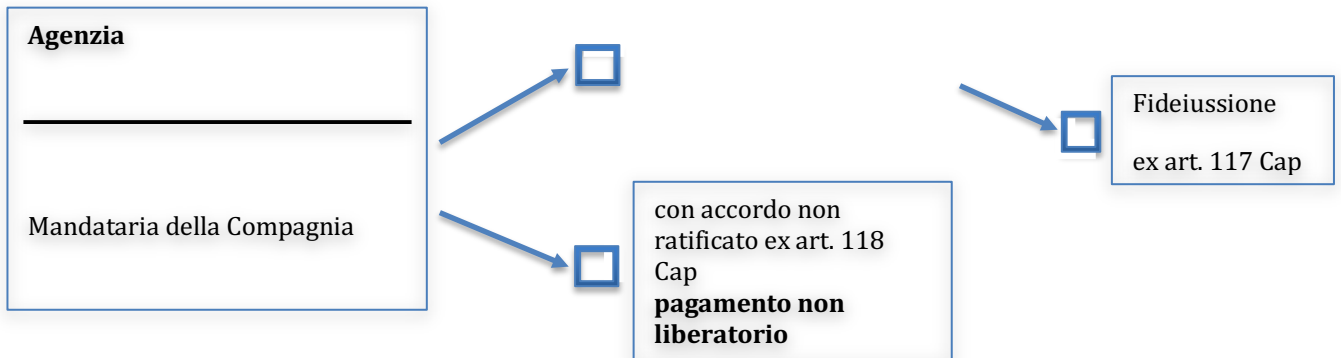 Agenzia
Mandataria della Compagnia
con accordo non
ratificato ex art. 118
Cap
pagamento non
liberatorio
Fideiussione
ex art. 117 Cap